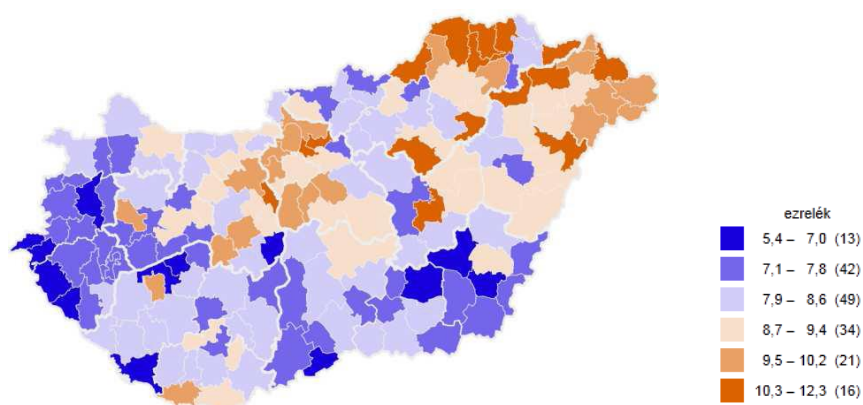 ezrelék
5,4 – 7,0 (13)
7,1 – 7,8 (42)
7,9 – 8,6 (49)
8,7 – 9,4 (34)
9,5 – 10,2 (21)
10,3 – 12,3 (16)